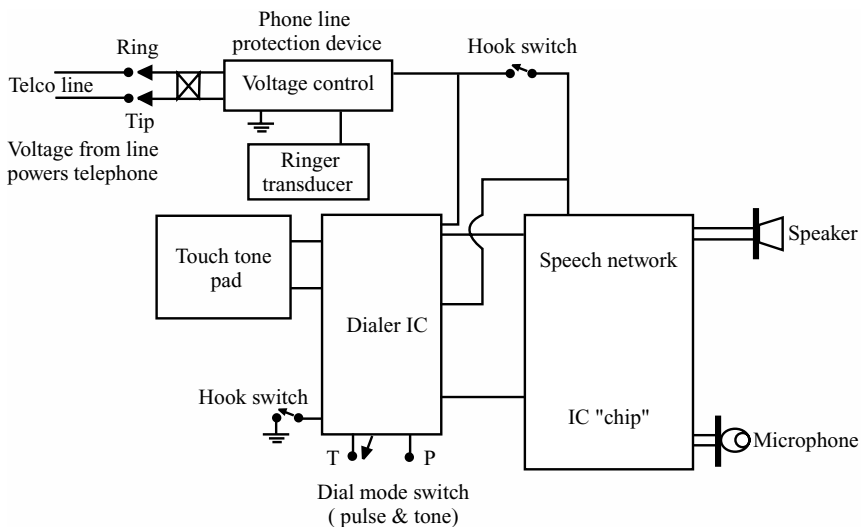 Phone line
protection device
Ring
Hook switch
Telco line
Voltage control
Tip
Voltage from line
powers telephone
Ringer
transducer
Touch tone
pad
Speech network
Speaker
Dialer IC
Hook switch
IC "chip"
Microphone
T
P
Dial mode switch
( pulse & tone)